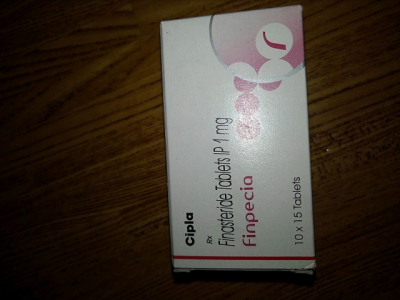 Cipla
Rx
Finasteride Tablets IP 1 mg
Finpecia
10 x 15 Tablets